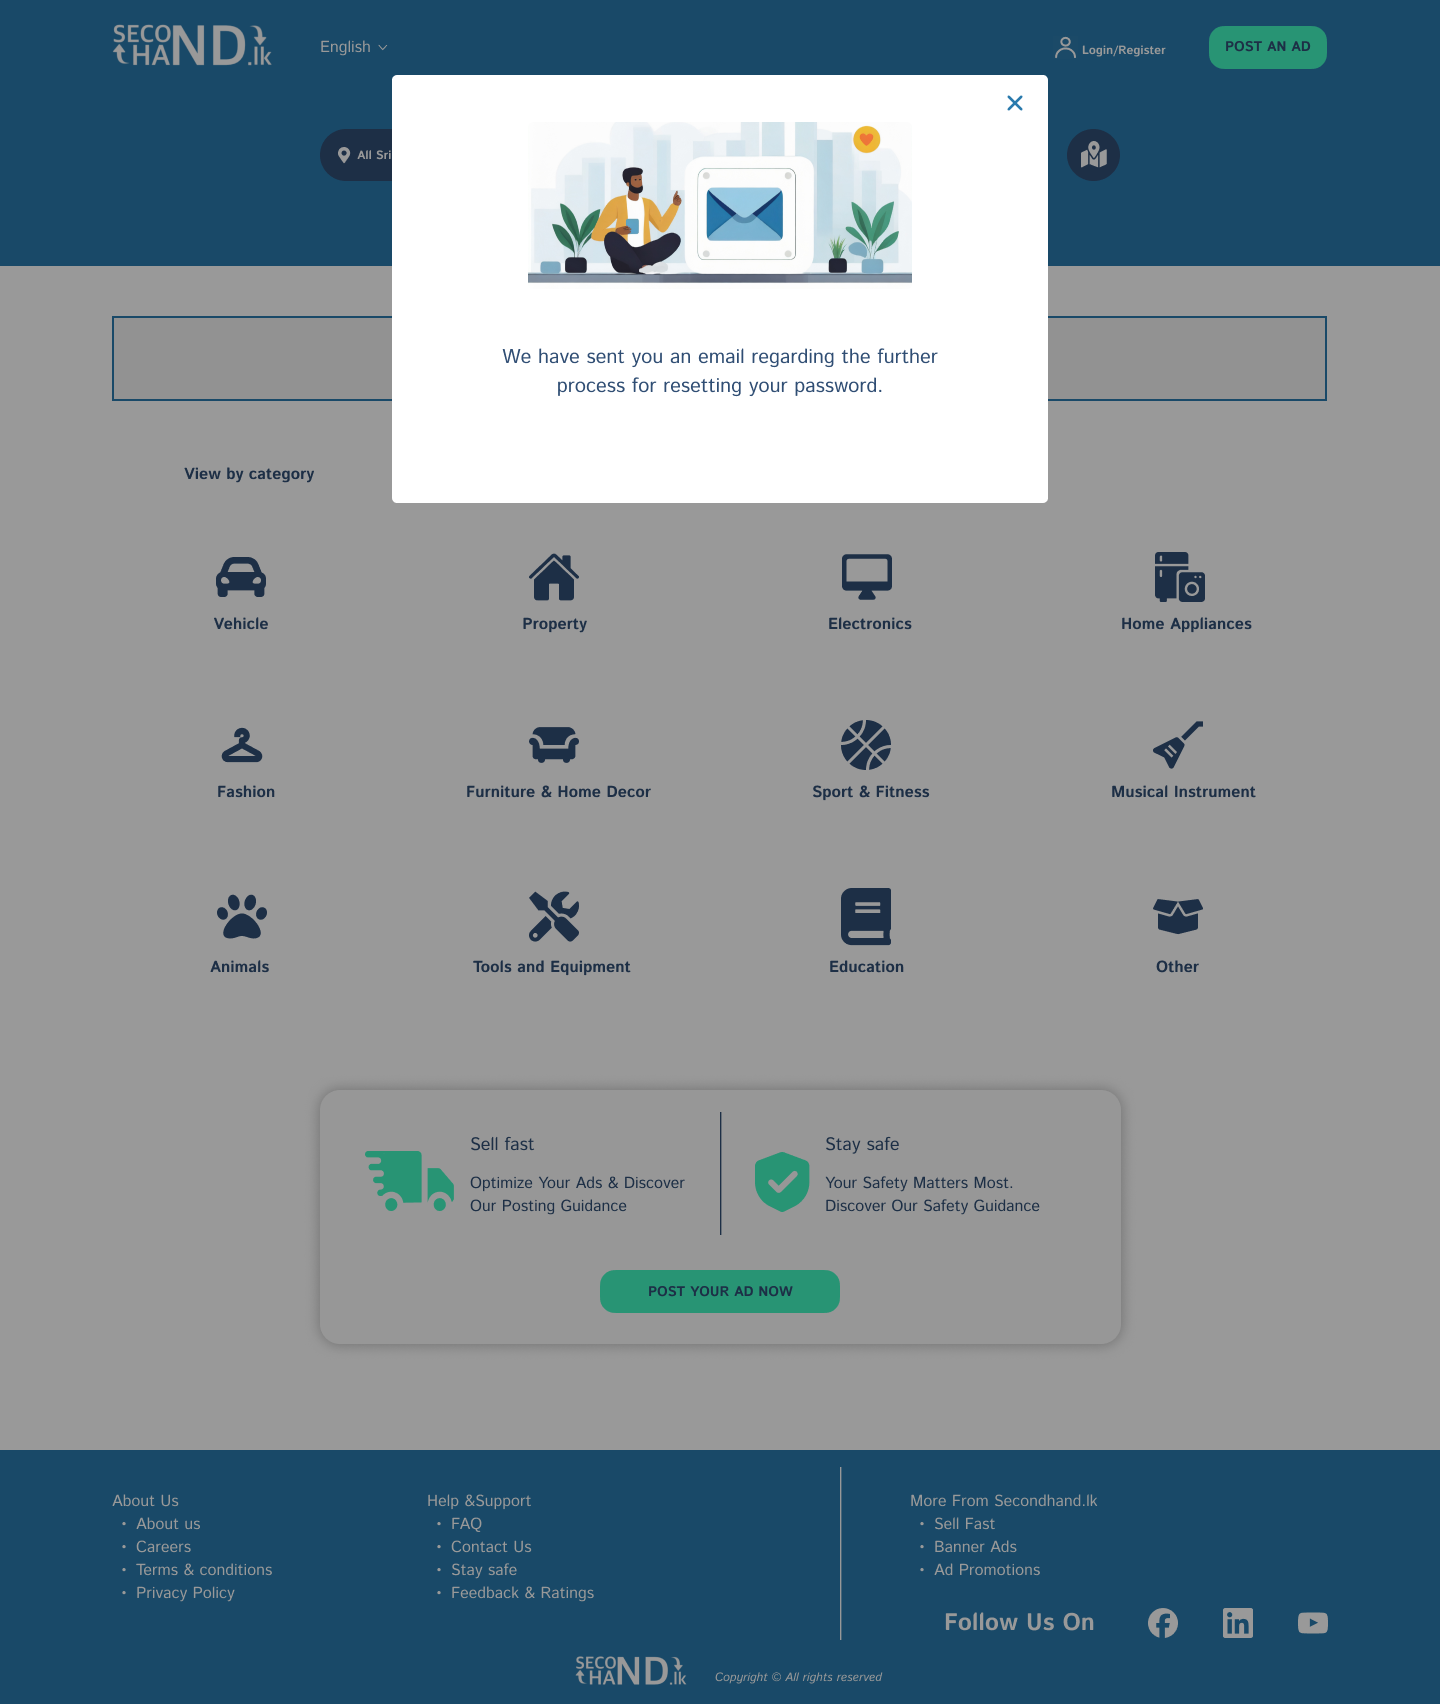 SECOND
HAND.lk
English
Login/Register
POST AN AD
All Sri
We have sent you an email regarding the further
process for resetting your password.
View by category
Vehicle
Property
Electronics
Home Appliances
Fashion
Furniture & Home Decor
Sport & Fitness
Musical Instrument
Animals
Tools and Equipment
Education
Other
Sell fast
Optimize Your Ads & Discover
Our Posting Guidance
Stay safe
Your Safety Matters Most.
Discover Our Safety Guidance
POST YOUR AD NOW
About Us
• About us
• Careers
• Terms & conditions
• Privacy Policy
Help &Support
• FAQ
• Contact Us
• Stay safe
• Feedback & Ratings
More From Secondhand.lk
• Sell Fast
• Banner Ads
• Ad Promotions
Follow Us On
SECOND
HAND.lk
Copyright © All rights reserved